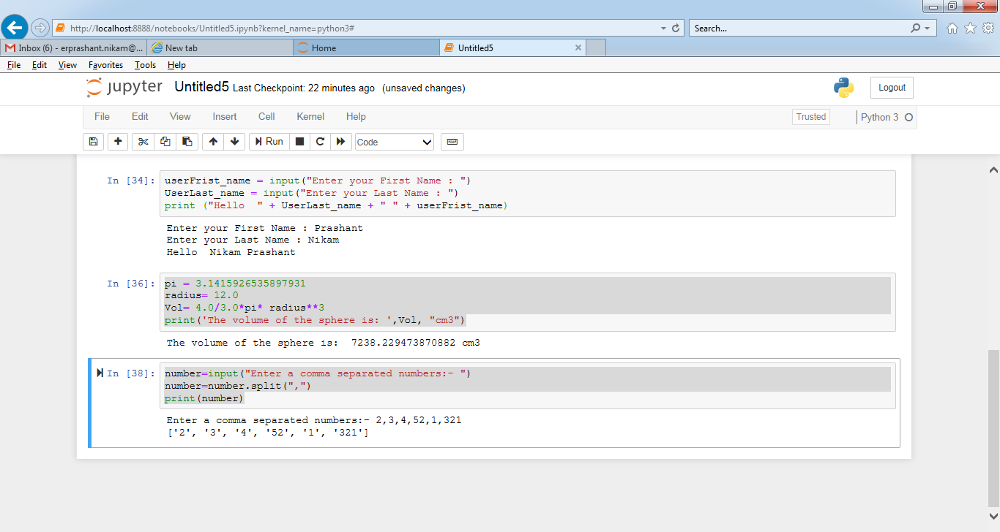 http://localhost:8888/notebooks/Untitled5.ipynb?kernel_name=python3#
Search...
Inbox (6) - erprashant.nikam@...
New tab
Home
Untitled5
File Edit View Favorites Tools Help
jupyter Untitled5 Last Checkpoint: 22 minutes ago (unsaved changes)
Logout
File Edit View Insert Cell Kernel Help
Trusted
Python 3
Run
Code
In [34]:
userFrist_name = input("Enter your First Name : ")
UserLast_name = input("Enter your Last Name : ")
print ("Hello  " + UserLast_name + " " + userFrist_name)
Enter your First Name : Prashant
Enter your Last Name : Nikam
Hello  Nikam Prashant
In [36]:
pi = 3.1415926535897931
radius= 12.0
Vol= 4.0/3.0*pi* radius**3
print('The volume of the sphere is: ',Vol, "cm3")
The volume of the sphere is:  7238.229473870882 cm3
In [38]:
number=input("Enter a comma separated numbers:- ")
number=number.split(",")
print(number)
Enter a comma separated numbers:- 2,3,4,52,1,321
['2', '3', '4', '52', '1', '321']